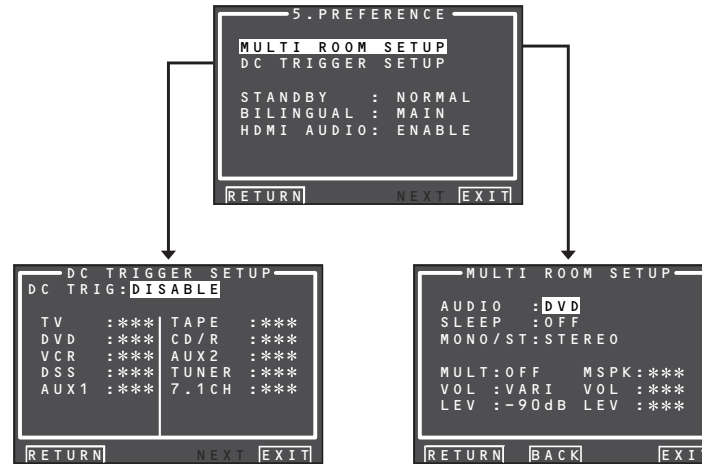 5.PREFERENCE
MULTI ROOM SETUP
DC TRIGGER SETUP
STANDBY : NORMAL
BILINGUAL : MAIN
HDMI AUDIO: ENABLE
RETURN NEXT EXIT
DC TRIGGER SETUP
DC TRIG:DISABLE
TV :*** TAPE :***
DVD :*** CD/R :***
VCR :*** AUX2 :***
DSS :*** TUNER :***
AUX1 :*** 7.1CH :***
RETURN NEXT EXIT
MULTI ROOM SETUP
AUDIO :DVD
SLEEP :OFF
MONO/ST:STEREO
MULT:OFF MSPK:***
VOL :VARI VOL :***
LEV :-90dB LEV :***
RETURN BACK EXIT